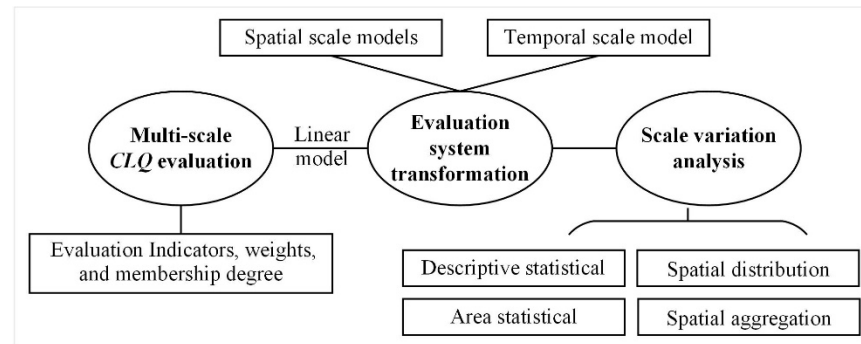 Spatial scale models
Temporal scale model
Multi-scale
CLQ evaluation
Linear
model
Evaluation
system
transformation
Scale variation
analysis
Evaluation Indicators, weights,
and membership degree
Descriptive statistical
Spatial distribution
Area statistical
Spatial aggregation